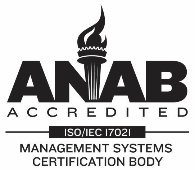 ANAB
ACCREDITED
ISO/IEC 17021
MANAGEMENT SYSTEMS
CERTIFICATION BODY